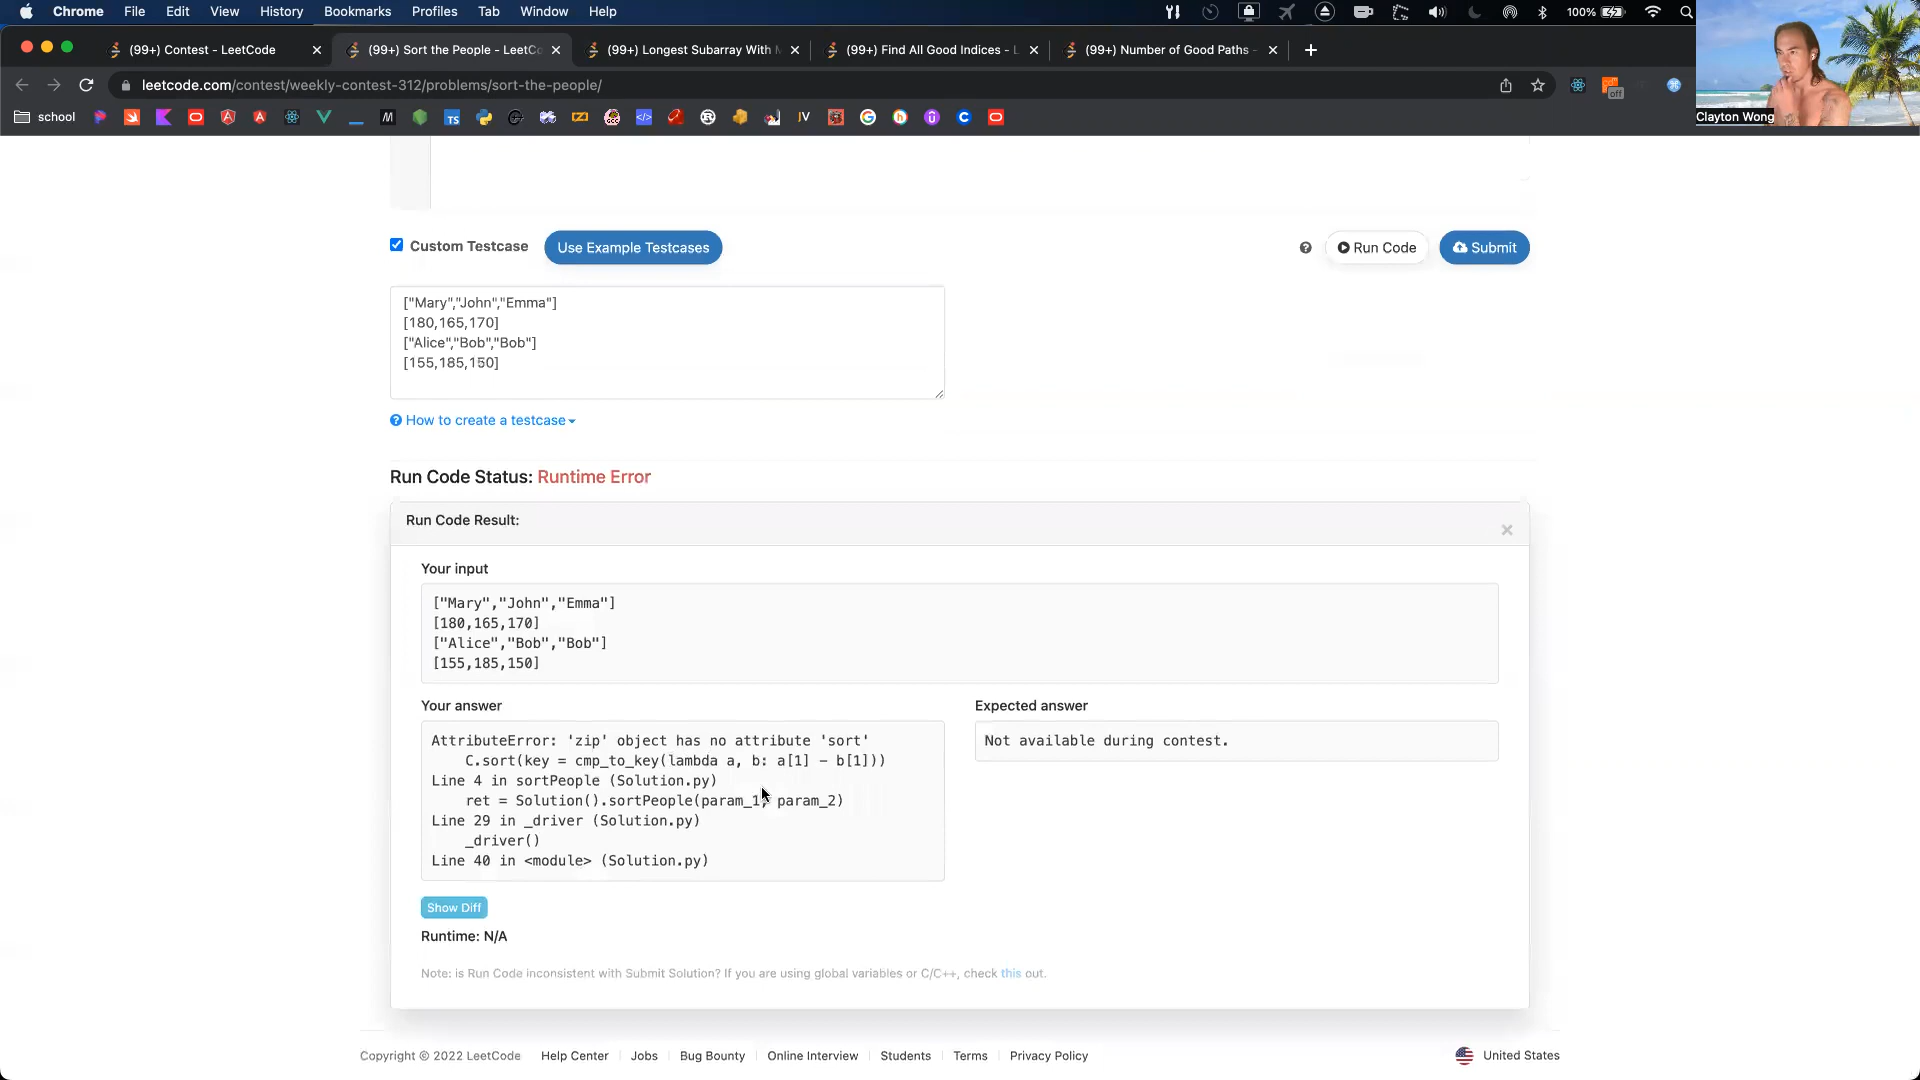 Chrome File Edit View History Bookmarks Profiles Tab Window Help 100%
(99+) Contest - LeetCode (99+) Sort the People - LeetCo (99+) Longest Subarray With (99+) Find All Good Indices - L (99+) Number of Good Paths -
leetcode.com/contest/weekly-contest-312/problems/sort-the-people/
off
school M TS JV
Clayton Wong
Custom Testcase Use Example Testcases Run Code Submit
["Mary","John","Emma"]
[180,165,170]
["Alice","Bob","Bob"]
[155,185,150]
How to create a testcase
Run Code Status: Runtime Error
Run Code Result:
Your input
["Mary","John","Emma"]
[180,165,170]
["Alice","Bob","Bob"]
[155,185,150]
Your answer Expected answer
AttributeError: 'zip' object has no attribute 'sort' Not available during contest.
C.sort(key = cmp_to_key(lambda a, b: a[1] - b[1]))
Line 4 in sortPeople (Solution.py)
ret = Solution().sortPeople(param_1, param_2)
Line 29 in _driver (Solution.py)
_driver()
Line 40 in <module> (Solution.py)
Show Diff
Runtime: N/A
Note: is Run Code inconsistent with Submit Solution? If you are using global variables or C/C++, check this out.
Copyright © 2022 LeetCode Help Center Jobs Bug Bounty Online Interview Students Terms Privacy Policy United States